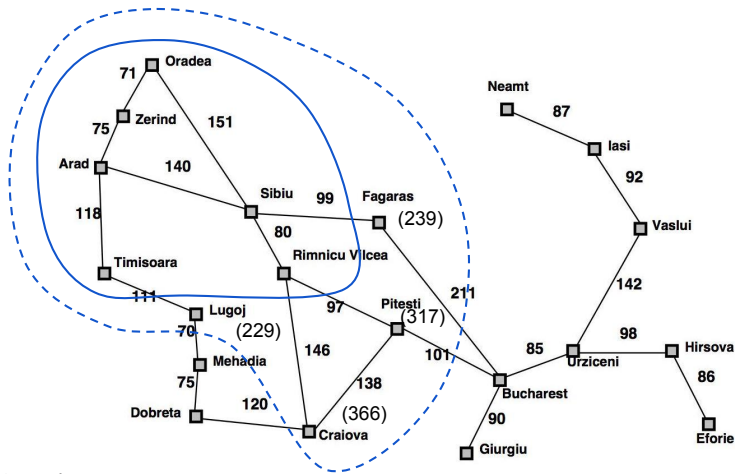 Oradea
71
Neamt
87
Zerind
75
151
Iasi
Arad
140
92
Sibiu
99
Fagaras
118
(239)
Vaslui
80
Timisoara
Rimnicu Vilcea
142
111
97
Pitesti
211
Lugoj
(317)
70
(229)
98
Hirsova
146
101
85
Urziceni
Mehadia
75
138
86
Bucharest
120
Dobreta
(366)
90
Craiova
Eforie
Giurgiu